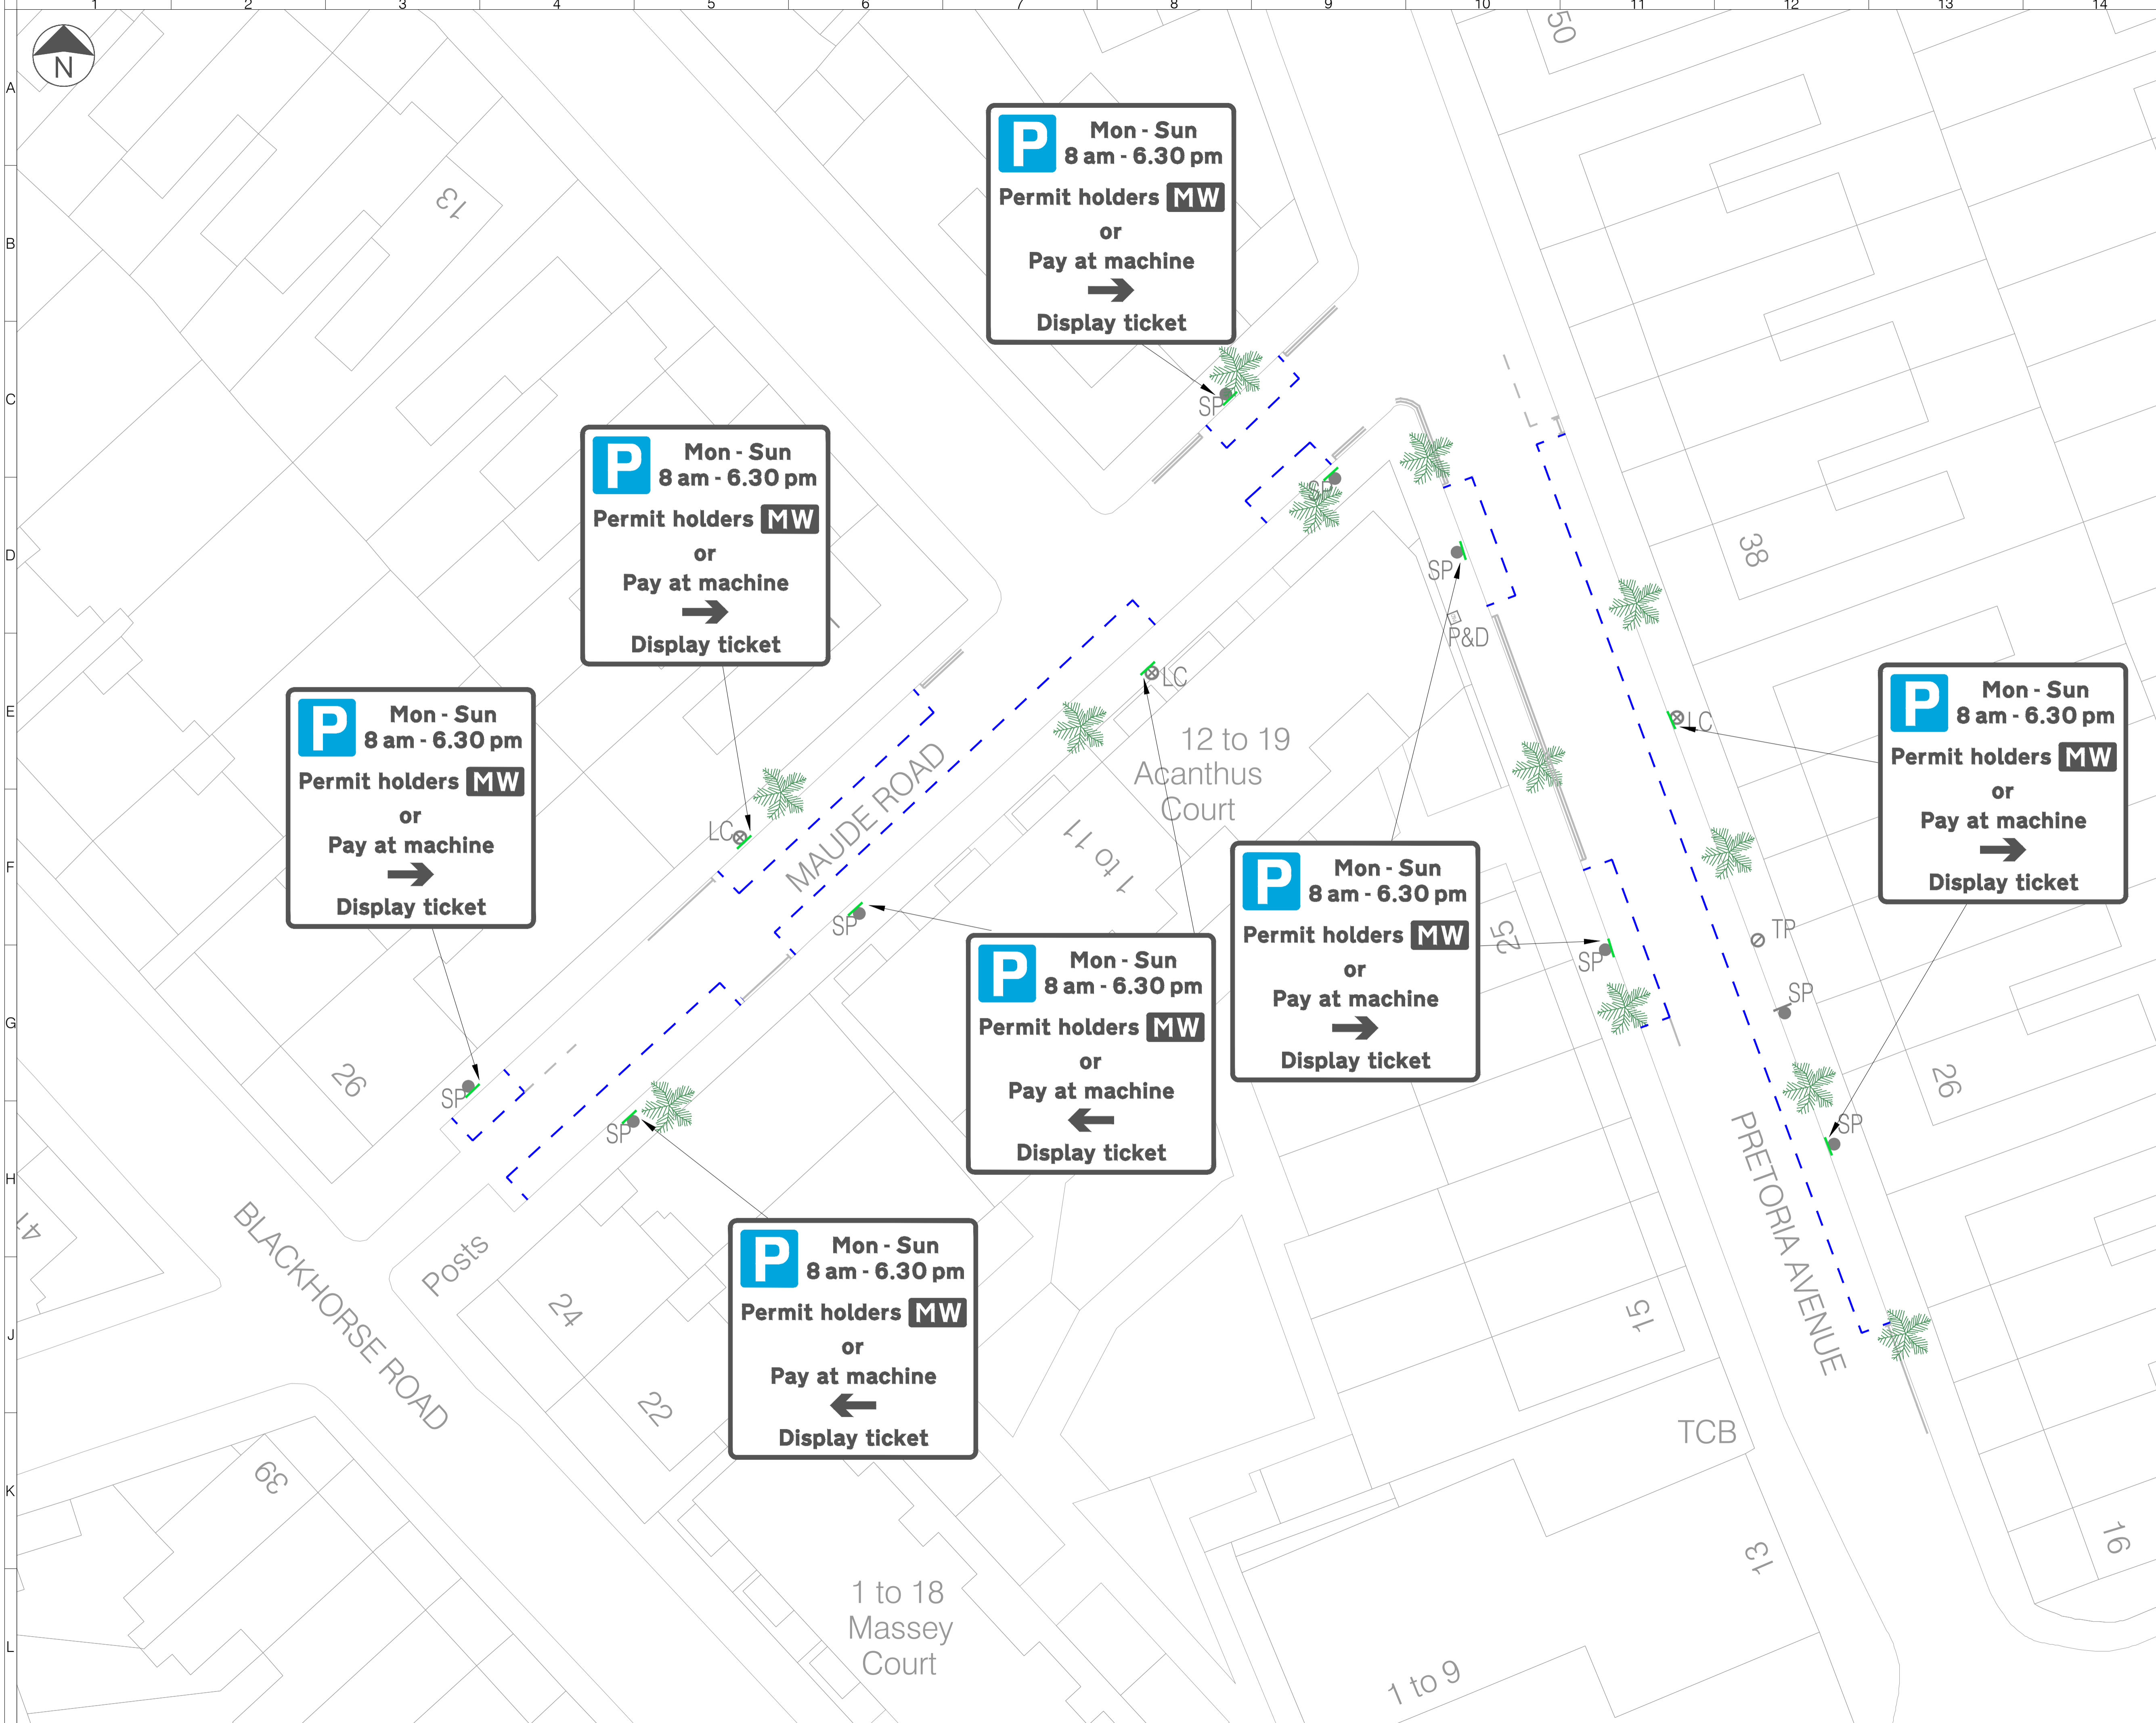 1 2 3 4 5 6 7 8 9 10 11 12 13 14
A
B
C
D
E
F
G
H
J
K
L
N
50
13
P Mon - Sun
8 am - 6.30 pm
Permit holders MW
or
Pay at machine
Display ticket
SP
P Mon - Sun
8 am - 6.30 pm
Permit holders MW
or
Pay at machine
Display ticket
SP
SP
P&D
38
LC
LC
P Mon - Sun
8 am - 6.30 pm
Permit holders MW
or
Pay at machine
Display ticket
P Mon - Sun
8 am - 6.30 pm
Permit holders MW
or
Pay at machine
Display ticket
12 to 19
Acanthus
Court
1 to 11
LC
MAUDE ROAD
SP
P Mon - Sun
8 am - 6.30 pm
Permit holders MW
or
Pay at machine
Display ticket
P Mon - Sun
8 am - 6.30 pm
Permit holders MW
or
Pay at machine
Display ticket
25
SP
TP
SP
26
SP
26
SP
SP
41
BLACKHORSE ROAD
Posts
24
22
P Mon - Sun
8 am - 6.30 pm
Permit holders MW
or
Pay at machine
Display ticket
PRETORIA AVENUE
15
TCB
39
13
16
1 to 18
Massey
Court
1 to 9